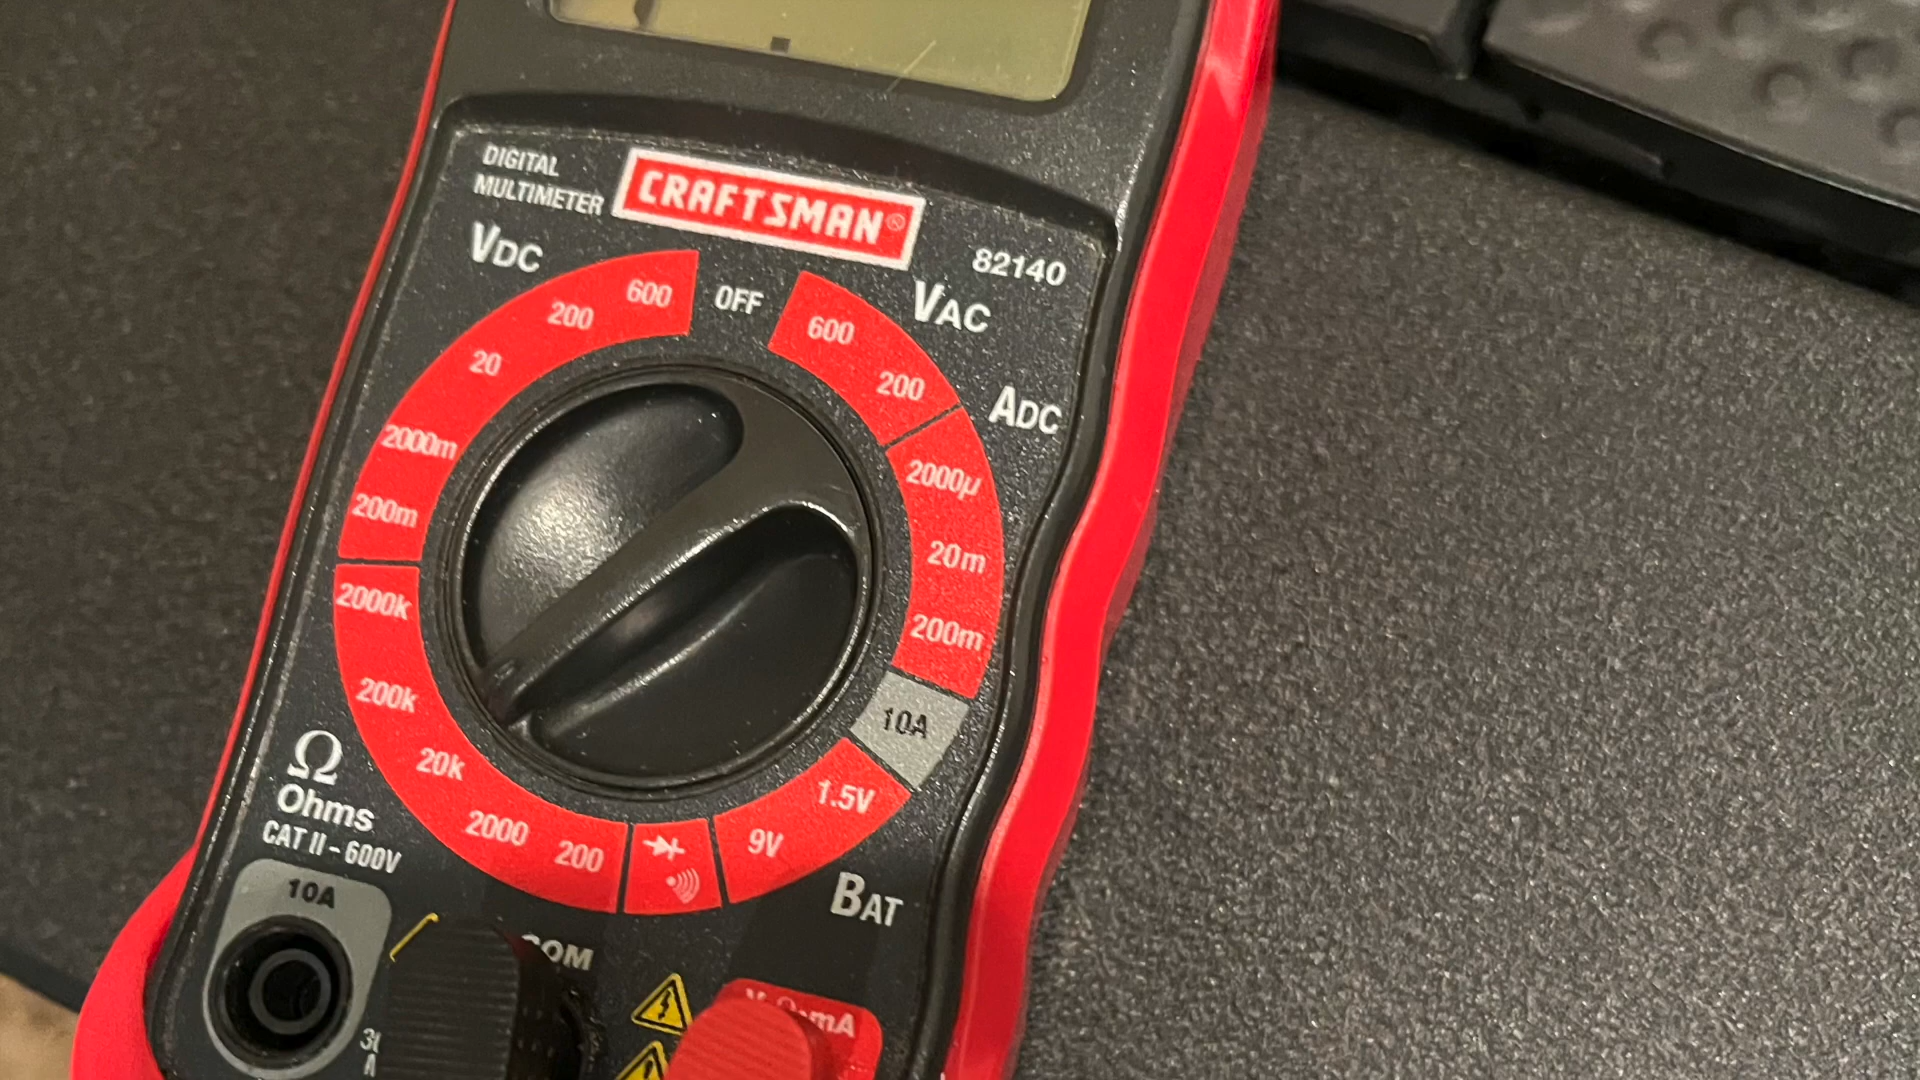 DIGITAL
MULTIMETER
CRAFTSMAN®
82140
VDC
OFF
VAC
600
200
20
2000m
200m
600
200
ADC
2000µ
20m
200m
10A
2000k
200k
20k
2000
200
1.5V
9V
BAT
Ω
Ohms
CAT II - 600V
10A
mA